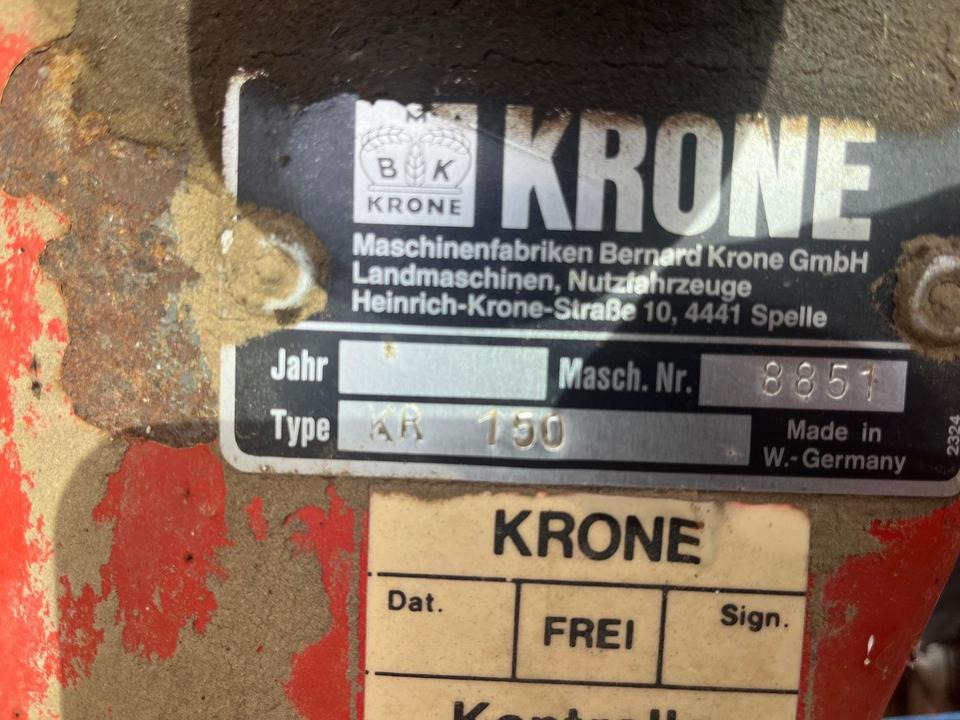 B K
KRONE
KRONE
Maschinenfabriken Bernard Krone GmbH
Landmaschinen, Nutzfahrzeuge
Heinrich-Krone-Straße 10, 4441 Spelle
Jahr
Masch. Nr. 8851
Type KR 150
Made in
W.-Germany
2324
KRONE
Dat.
FREI
Sign.